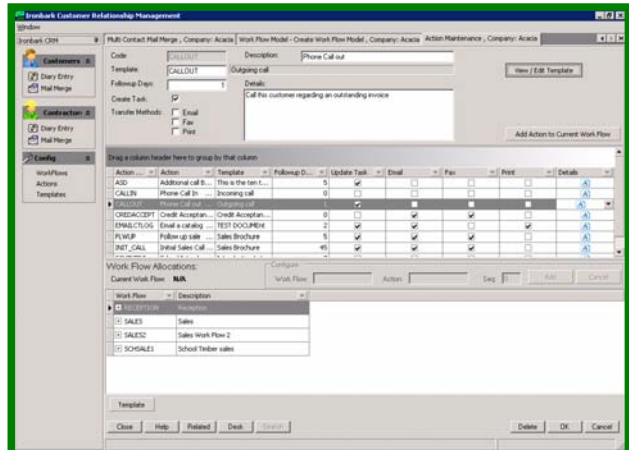 Ironbark Customer Relationship Management
Window
Ironbark CRM
Multi Contact Mail Merge , Company: Acacia
Work Flow Model - Create Work Flow Model , Company: Acacia
Action Maintenance , Company: Acacia
Customers
Diary Entry
Mail Merge
Contractors
Diary Entry
Mail Merge
Config
WorkFlows
Actions
Templates
Code CALLOUT Description: Phone Call out
Template: CALLOUT Outgoing call
View / Edit Template
Followup Days: 1 Details:
Create Task: Call this customer regarding an outstanding invoice
Transfer Methods: Email
Fax
Print
Add Action to Current Work Flow
Drag a column header here to group by that column
Action ... Action Template Followup D... Update Task Email Fax Print Details
ASD Additional call B... This is the ten t... 5
CALLIN Phone Call In Incoming call 0
CALLOUT Phone Call out Outgoing call 1
CREDACCEPT Credit Acceptan... Credit Acceptan... 0
EMAILCTLOG Email a catalog ... TEST DOCUMENt 2
FLWUP Follow up sale Sales Brochure 5
INIT_CALL Initial Sales Call ... Sales Brochure 45
Work Flow Allocations:
Configure
Current Work Flow: N/A Work Flow: Action: Seq: 0 Add Cancel
Work Flow Description
RECEPTION Reception
SALES Sales
SALES2 Sales Work Flow 2
SCHSALE1 School Timber sales
Template
Close Help Related Desk Search Delete OK Cancel